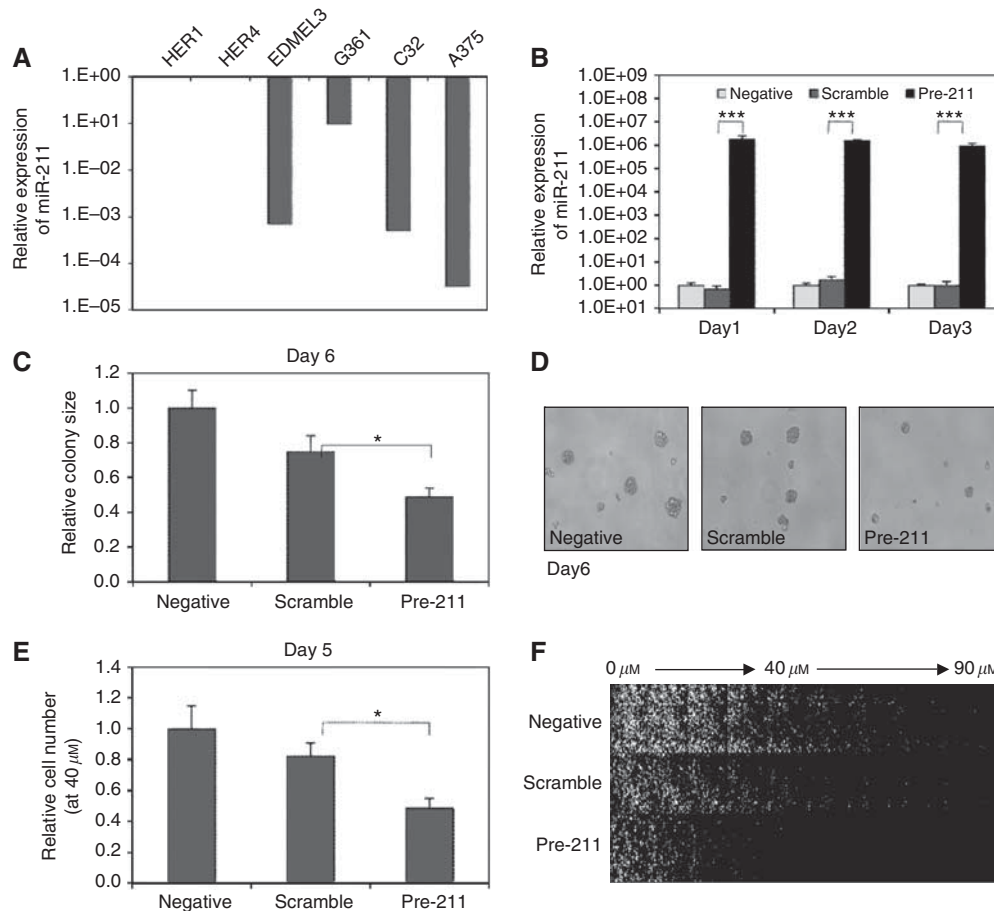 A
HER1 HER4 EDMEL3 G361 C32 A375
Relative expression
of miR-211
1.E+00
1.E+01
1.E–02
1.E–03
1.E–04
1.E–05
B
Relative expression
of miR-211
1.0E+09
1.0E+08
1.0E+07
1.0E+06
1.0E+05
1.0E+04
1.0E+03
1.0E+02
1.0E+01
1.0E+00
1.0E+01
Negative Scramble Pre-211
*** *** ***
Day1 Day2 Day3
C
Day 6
Relative colony size
1.2
1.0
0.8
0.6
0.4
0.2
0.0
*
Negative Scramble Pre-211
D
Negative Scramble Pre-211
Day6
E
Day 5
Relative cell number
(at 40 μM)
1.4
1.2
1.0
0.8
0.6
0.4
0.2
0.0
*
Negative Scramble Pre-211
F
0 μM 40 μM 90 μM
Negative
Scramble
Pre-211